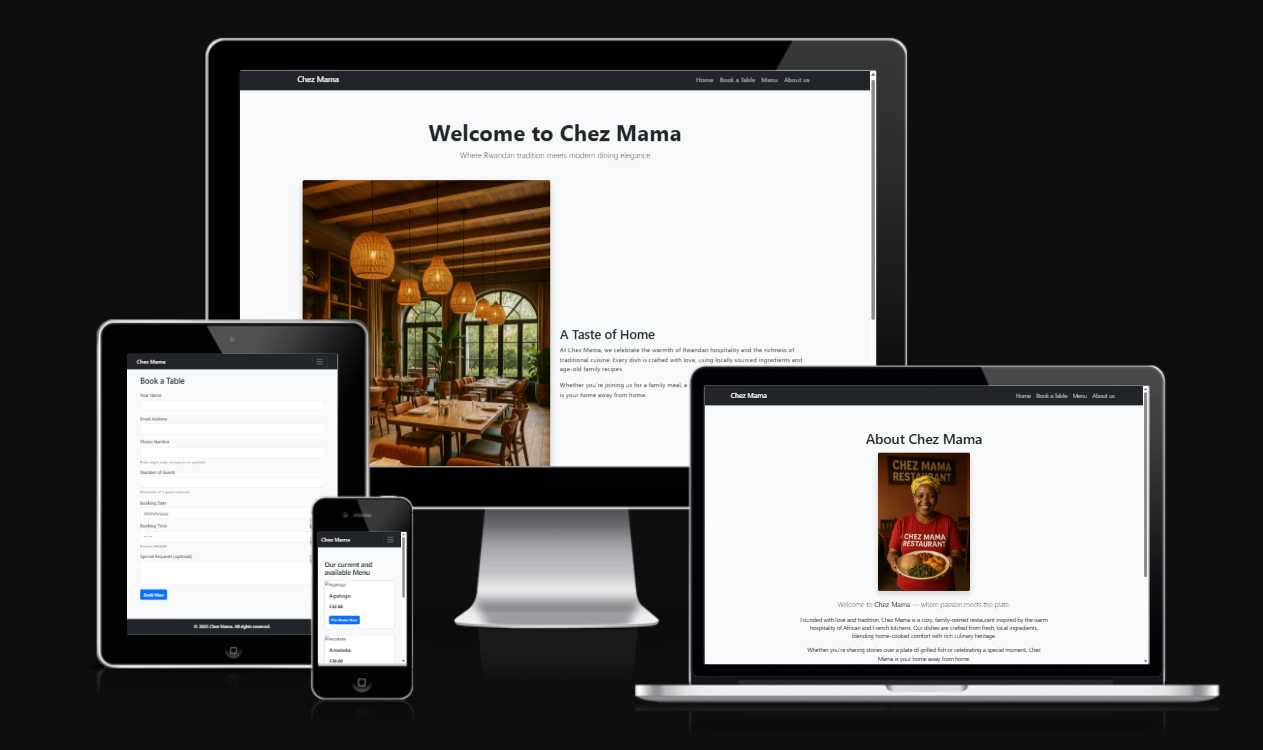 Chez Mama
Home Book a Table Menu About us
Welcome to Chez Mama
Where Rwandan tradition meets modern dining elegance
A Taste of Home
At Chez Mama, we celebrate the warmth of Rwandan hospitality and the richness of
traditional cuisine. Every dish is crafted with love, using locally sourced ingredients and
age-old family recipes.
Whether you're joining us for a family meal, a
is your home away from home.
Chez Mama
Book a Table
Your Name
Email Address
Phone Number
Number of Guests
Booking Date
dd/mm/yyyy
Booking Time
--:--
Special Requests (optional)
Book Now
© 2025 Chez Mama. All rights reserved.
Chez Mama
Our current and
available Menu
Agatogo
Agatogo
Pre-Order Now
Amateke
Amateke
Chez Mama
Home Book a Table Menu About us
About Chez Mama
CHEZ MAMA
RESTAURANT
CHEZ MAMA
RESTAURANT
Welcome to Chez Mama — where passion meets the plate.
Founded with love and tradition, Chez Mama is a cozy, family-owned restaurant inspired by the warm
hospitality of African and French kitchens. Our dishes are crafted from fresh, local ingredients,
blending home-cooked comfort with rich culinary heritage.
Whether you're sharing stories over a plate of grilled fish or celebrating a special moment, Chez
Mama is your home away from home.